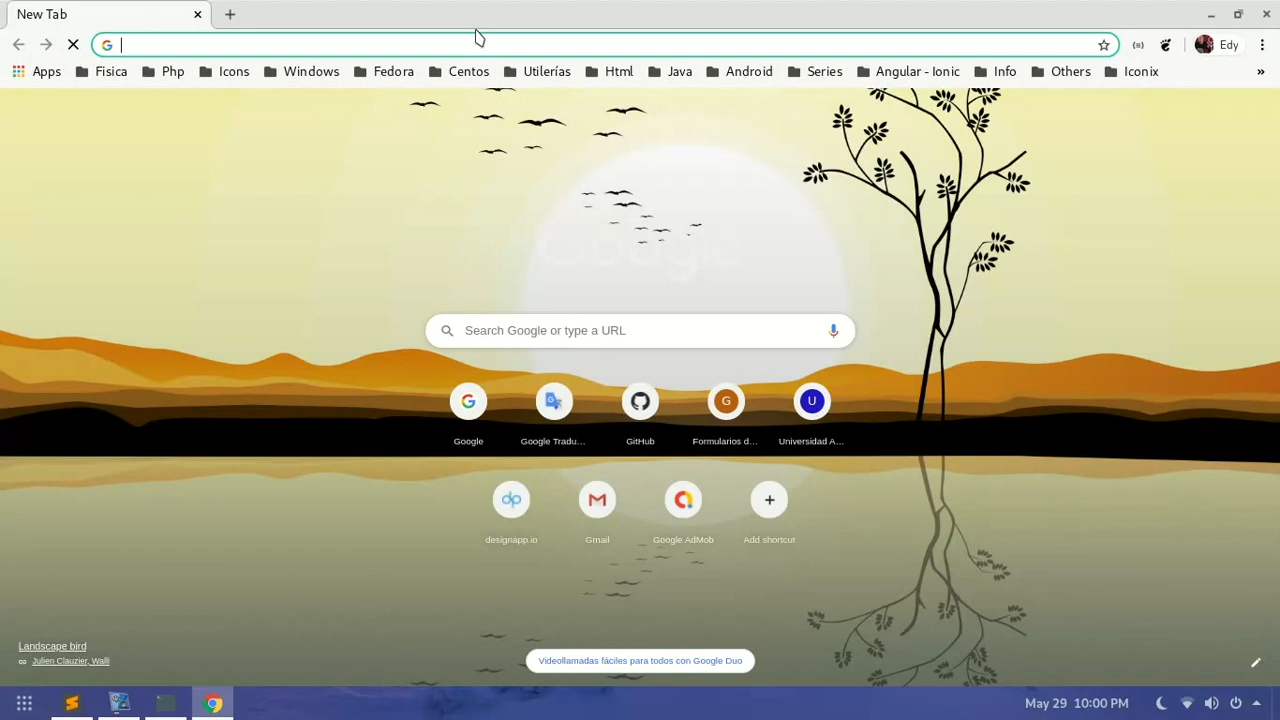 New Tab
Edy
Apps Fisica Php Icons Windows Fedora Centos Utilerías Html Java Android Series Angular - Ionic Info Others Iconix »
Google
Search Google or type a URL
G U
Google Google Tradu... GitHub Formularios d... Universidad A...
dp
designapp.io Gmail Google AdMob Add shortcut
Landscape bird
Julien Clauzier, Walli
Videollamadas fáciles para todos con Google Duo
May 29 10:00 PM